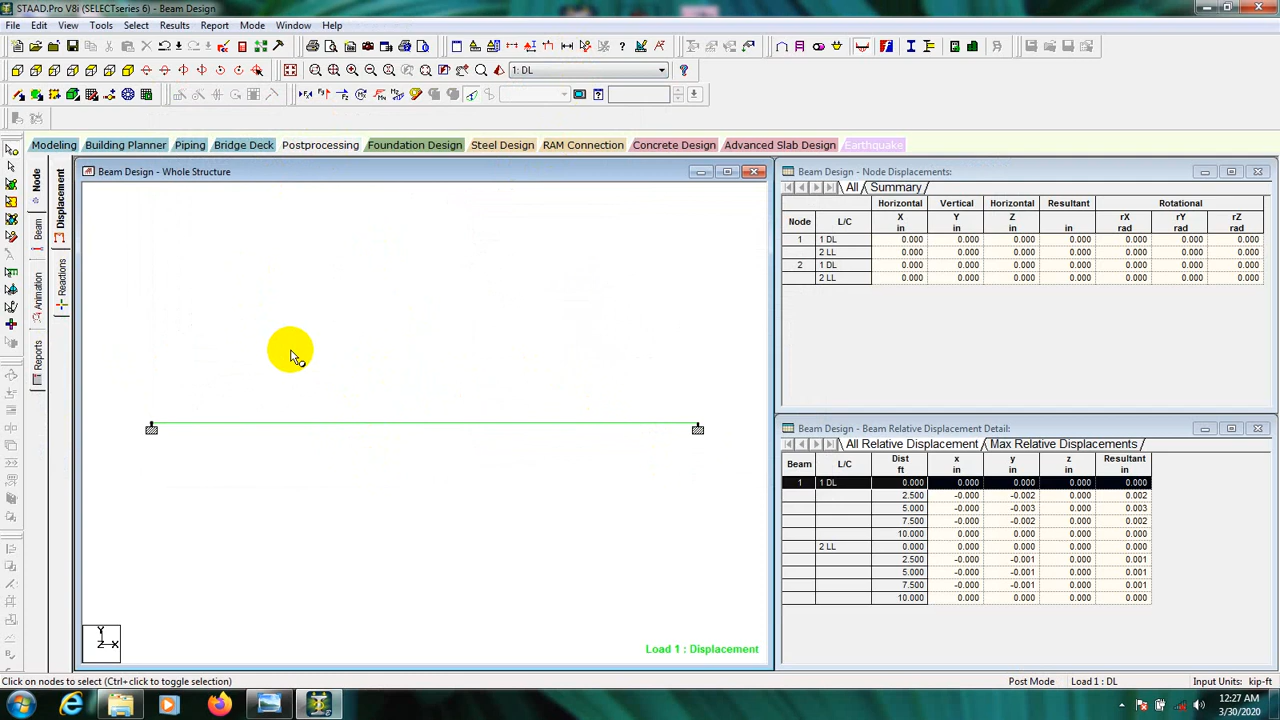 STAAD.Pro V8i (SELECTseries 6) - Beam Design
File Edit View Tools Select Results Report Mode Window Help
1: DL
Modeling Building Planner Piping Bridge Deck Postprocessing Foundation Design Steel Design RAM Connection Concrete Design Advanced Slab Design Earthquake
Node
Beam
Animation
Reports
Displacement
Reactions
Beam Design - Whole Structure
Load 1 : Displacement
Y
Z X
Beam Design - Node Displacements:
All Summary
Horizontal Vertical Horizontal Resultant Rotational
Node L/C X in Y in Z in in rX rad rY rad rZ rad
1 1 DL 0.000 0.000 0.000 0.000 0.000 0.000 0.000
2 LL 0.000 0.000 0.000 0.000 0.000 0.000 0.000
2 1 DL 0.000 0.000 0.000 0.000 0.000 0.000 0.000
2 LL 0.000 0.000 0.000 0.000 0.000 0.000 0.000
Beam Design - Beam Relative Displacement Detail:
All Relative Displacement Max Relative Displacements
Beam L/C Dist ft x in y in z in Resultant in
1 1 DL 0.000 0.000 0.000 0.000 0.000
2.500 -0.000 -0.002 0.000 0.002
5.000 -0.000 -0.003 0.000 0.003
7.500 -0.000 -0.002 0.000 0.002
10.000 -0.000 0.000 0.000 0.000
2 LL 0.000 0.000 0.000 0.000 0.000
2.500 -0.000 -0.001 0.000 0.001
5.000 -0.000 -0.001 0.000 0.001
7.500 -0.000 -0.001 0.000 0.001
10.000 -0.000 0.000 0.000 0.000
Click on nodes to select (Ctrl+click to toggle selection) Post Mode Load 1 : DL Input Units: kip-ft
12:27 AM
3/30/2020